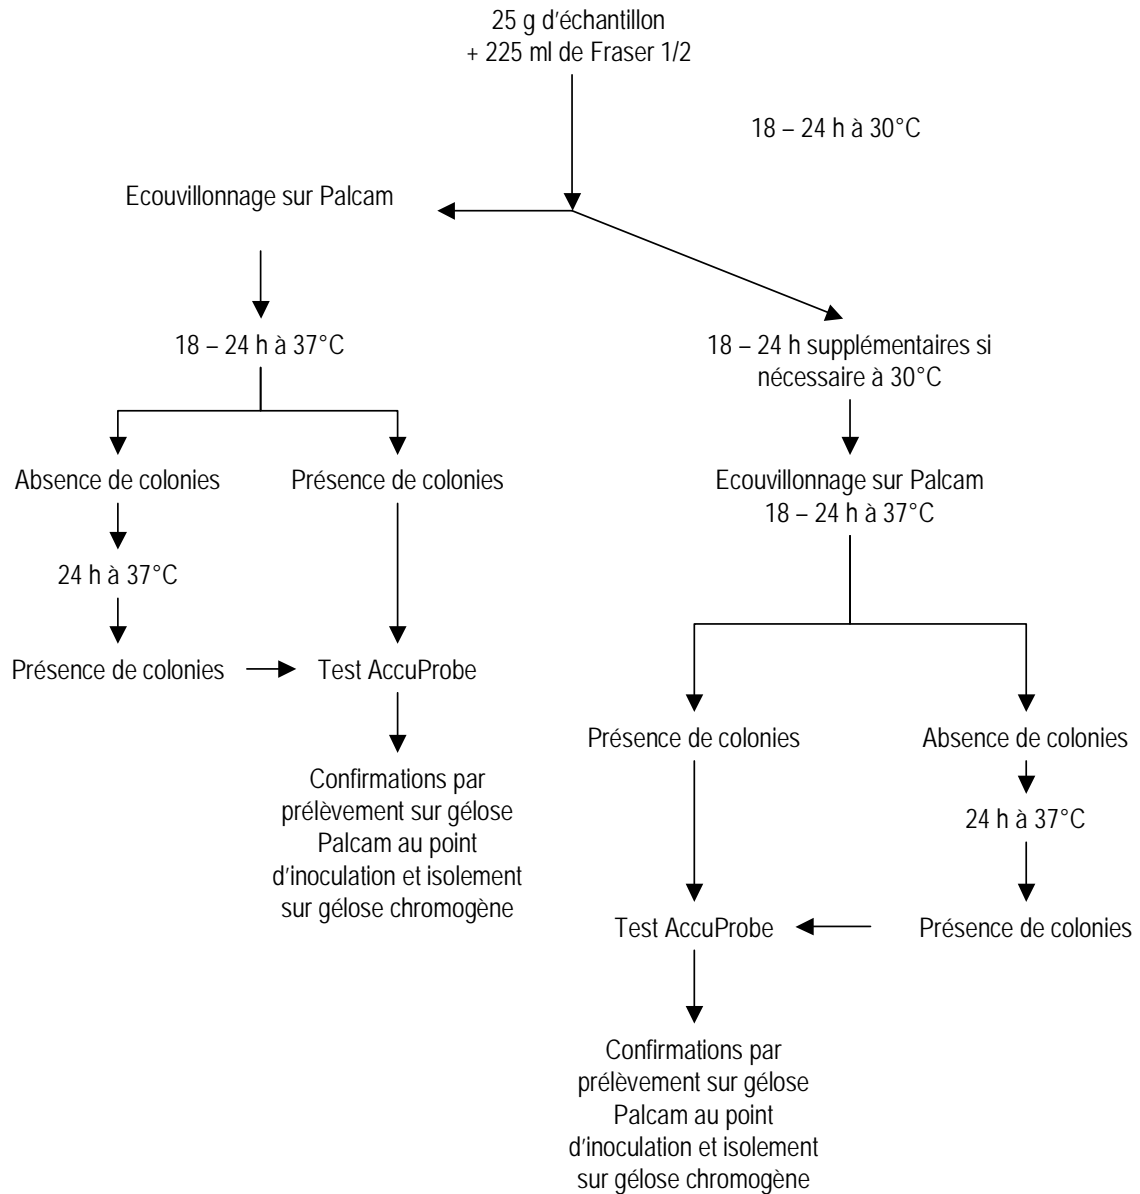 25 g d'échantillon
+ 225 ml de Fraser 1/2
18 – 24 h à 30°C
Ecouvillonnage sur Palcam
18 – 24 h à 37°C
18 – 24 h supplémentaires si
nécessaire à 30°C
Absence de colonies
Présence de colonies
Ecouvillonnage sur Palcam
18 – 24 h à 37°C
24 h à 37°C
Présence de colonies
Test AccuProbe
Présence de colonies
Absence de colonies
Confirmations par
prélèvement sur gélose
Palcam au point
d'inoculation et isolement
sur gélose chromogène
24 h à 37°C
Test AccuProbe
Présence de colonies
Confirmations par
prélèvement sur gélose
Palcam au point
d'inoculation et isolement
sur gélose chromogène